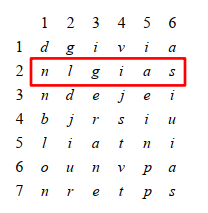 1 2 3 4 5 6
1 d g i v i a
2 n l g i a s
3 n d e j e i
4 b j r s i u
5 l i a t n i
6 o u n v p a
7 n r e t p s